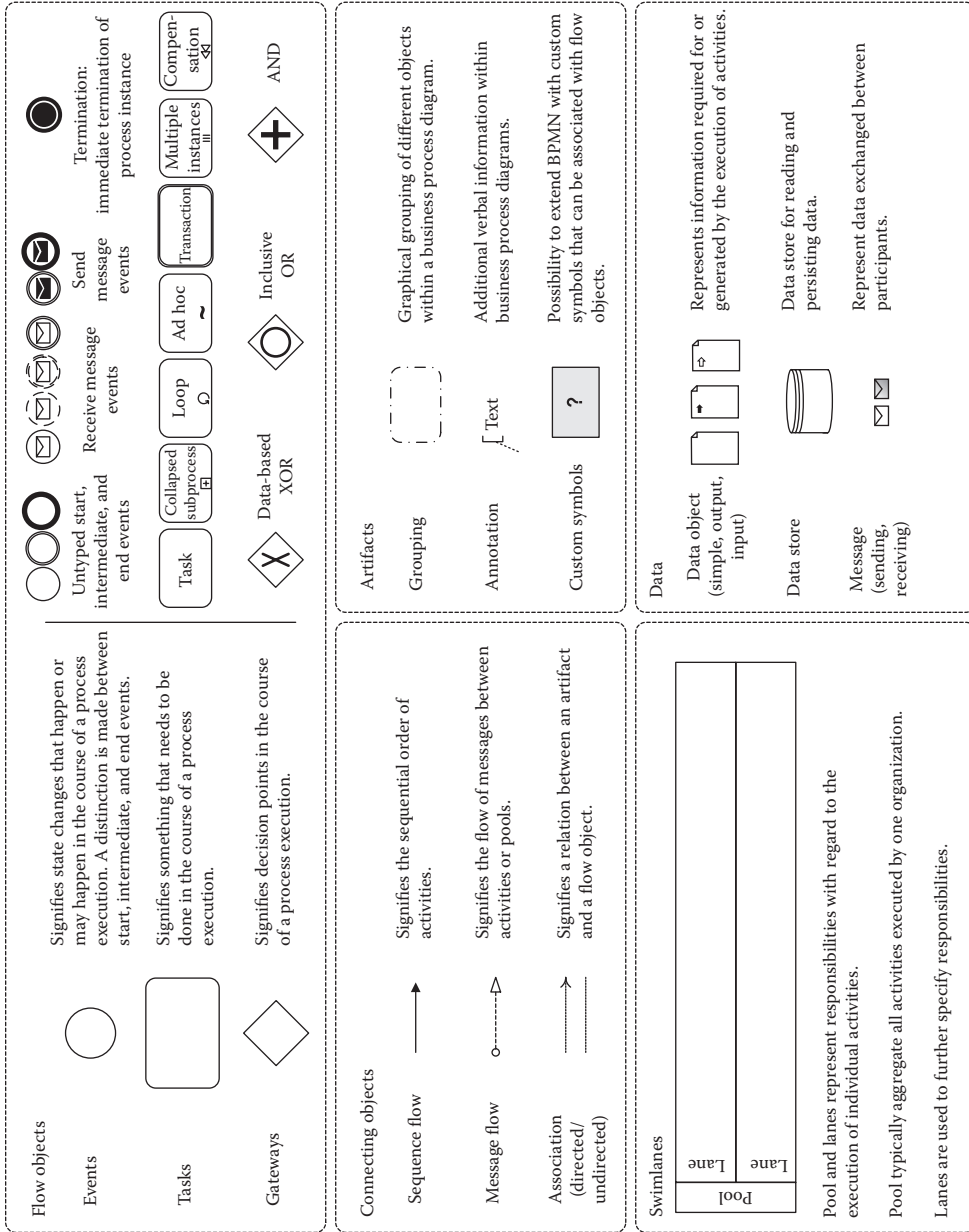 Flow objects
Events
Signifies state changes that happen or
may happen in the course of a process
execution. A distinction is made between
start, intermediate, and end events.
Untyped start,
intermediate, and
end events
Receive message
events
Send
message
events
Termination:
immediate termination of
process instance
Tasks
Signifies something that needs to be
done in the course of a process
execution.
Task
Collapsed
subprocess
Loop
Ad hoc
Transaction
Multiple
instances
Compen-
sation
Gateways
Signifies decision points in the course
of a process execution.
X
Data-based
XOR
Inclusive
OR
AND
Connecting objects
Sequence flow
Signifies the sequential order of
activities.
Message flow
Signifies the flow of messages between
activities or pools.
Association
(directed/
undirected)
Signifies a relation between an artifact
and a flow object.
Artifacts
Grouping
Graphical grouping of different objects
within a business process diagram.
Annotation
Text
Additional verbal information within
business process diagrams.
Custom symbols
?
Possibility to extend BPMN with custom
symbols that can be associated with flow
objects.
Swimlanes
Pool
Lane
Lane
Pool and lanes represent responsibilities with regard to the
execution of individual activities.
Pool typically aggregate all activities executed by one organization.
Lanes are used to further specify responsibilities.
Data
Data object
(simple, output,
input)
Represents information required for or
generated by the execution of activities.
Data store
Data store for reading and
persisting data.
Message
(sending,
receiving)
Represent data exchanged between
participants.